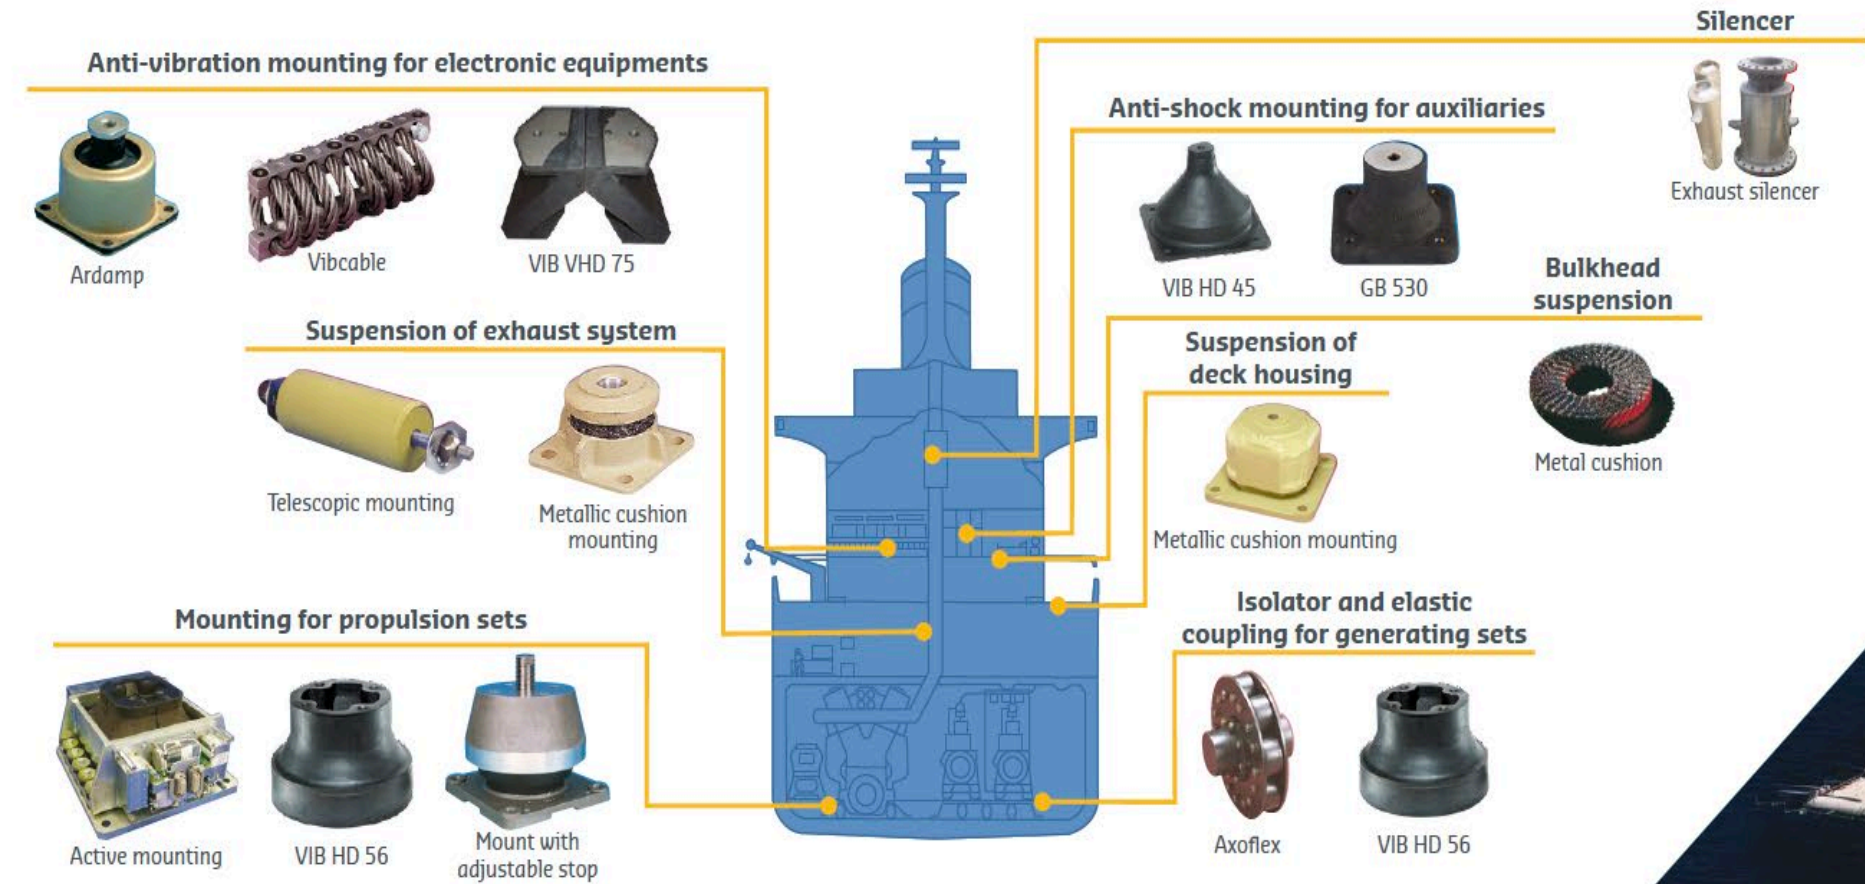 Silencer
Exhaust silencer
Anti-vibration mounting for electronic equipments
Ardamp
Vibcable
VIB VHD 75
Anti-shock mounting for auxiliaries
VIB HD 45
GB 530
Bulkhead
suspension
Metal cushion
Suspension of exhaust system
Telescopic mounting
Metallic cushion
mounting
Suspension of
deck housing
Metallic cushion mounting
Mounting for propulsion sets
Active mounting
VIB HD 56
Mount with
adjustable stop
Isolator and elastic
coupling for generating sets
Axoflex
VIB HD 56